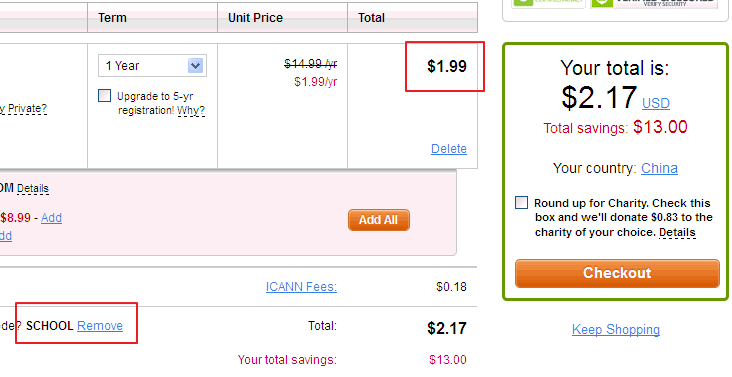 Term Unit Price Total
VERIFY SECURITY
1 Year $14.99 /yr $1.99
$1.99/yr
Upgrade to 5-yr
registration! Why?
y Private?
Delete
Your total is:
$2.17 USD
Total savings: $13.00
Your country: China
Round up for Charity. Check this
box and we'll donate $0.83 to the
charity of your choice. Details
Checkout
Keep Shopping
OM Details
$8.99 - Add
dd
Add All
ICANN Fees: $0.18
ode? SCHOOL Remove Total: $2.17
Your total savings: $13.00